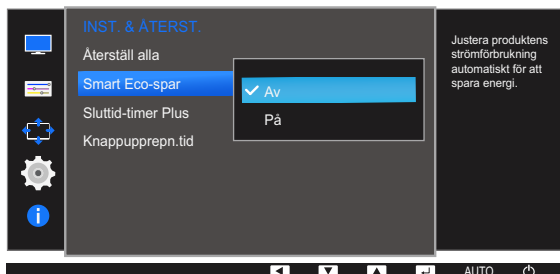 INST. & ÅTERST.
Återställ alla
Smart Eco-spar
Sluttid-timer Plus
Knappupprepn.tid
Av
På
Justera produktens
strömförbrukning
automatiskt för att
spara energi.
AUTO